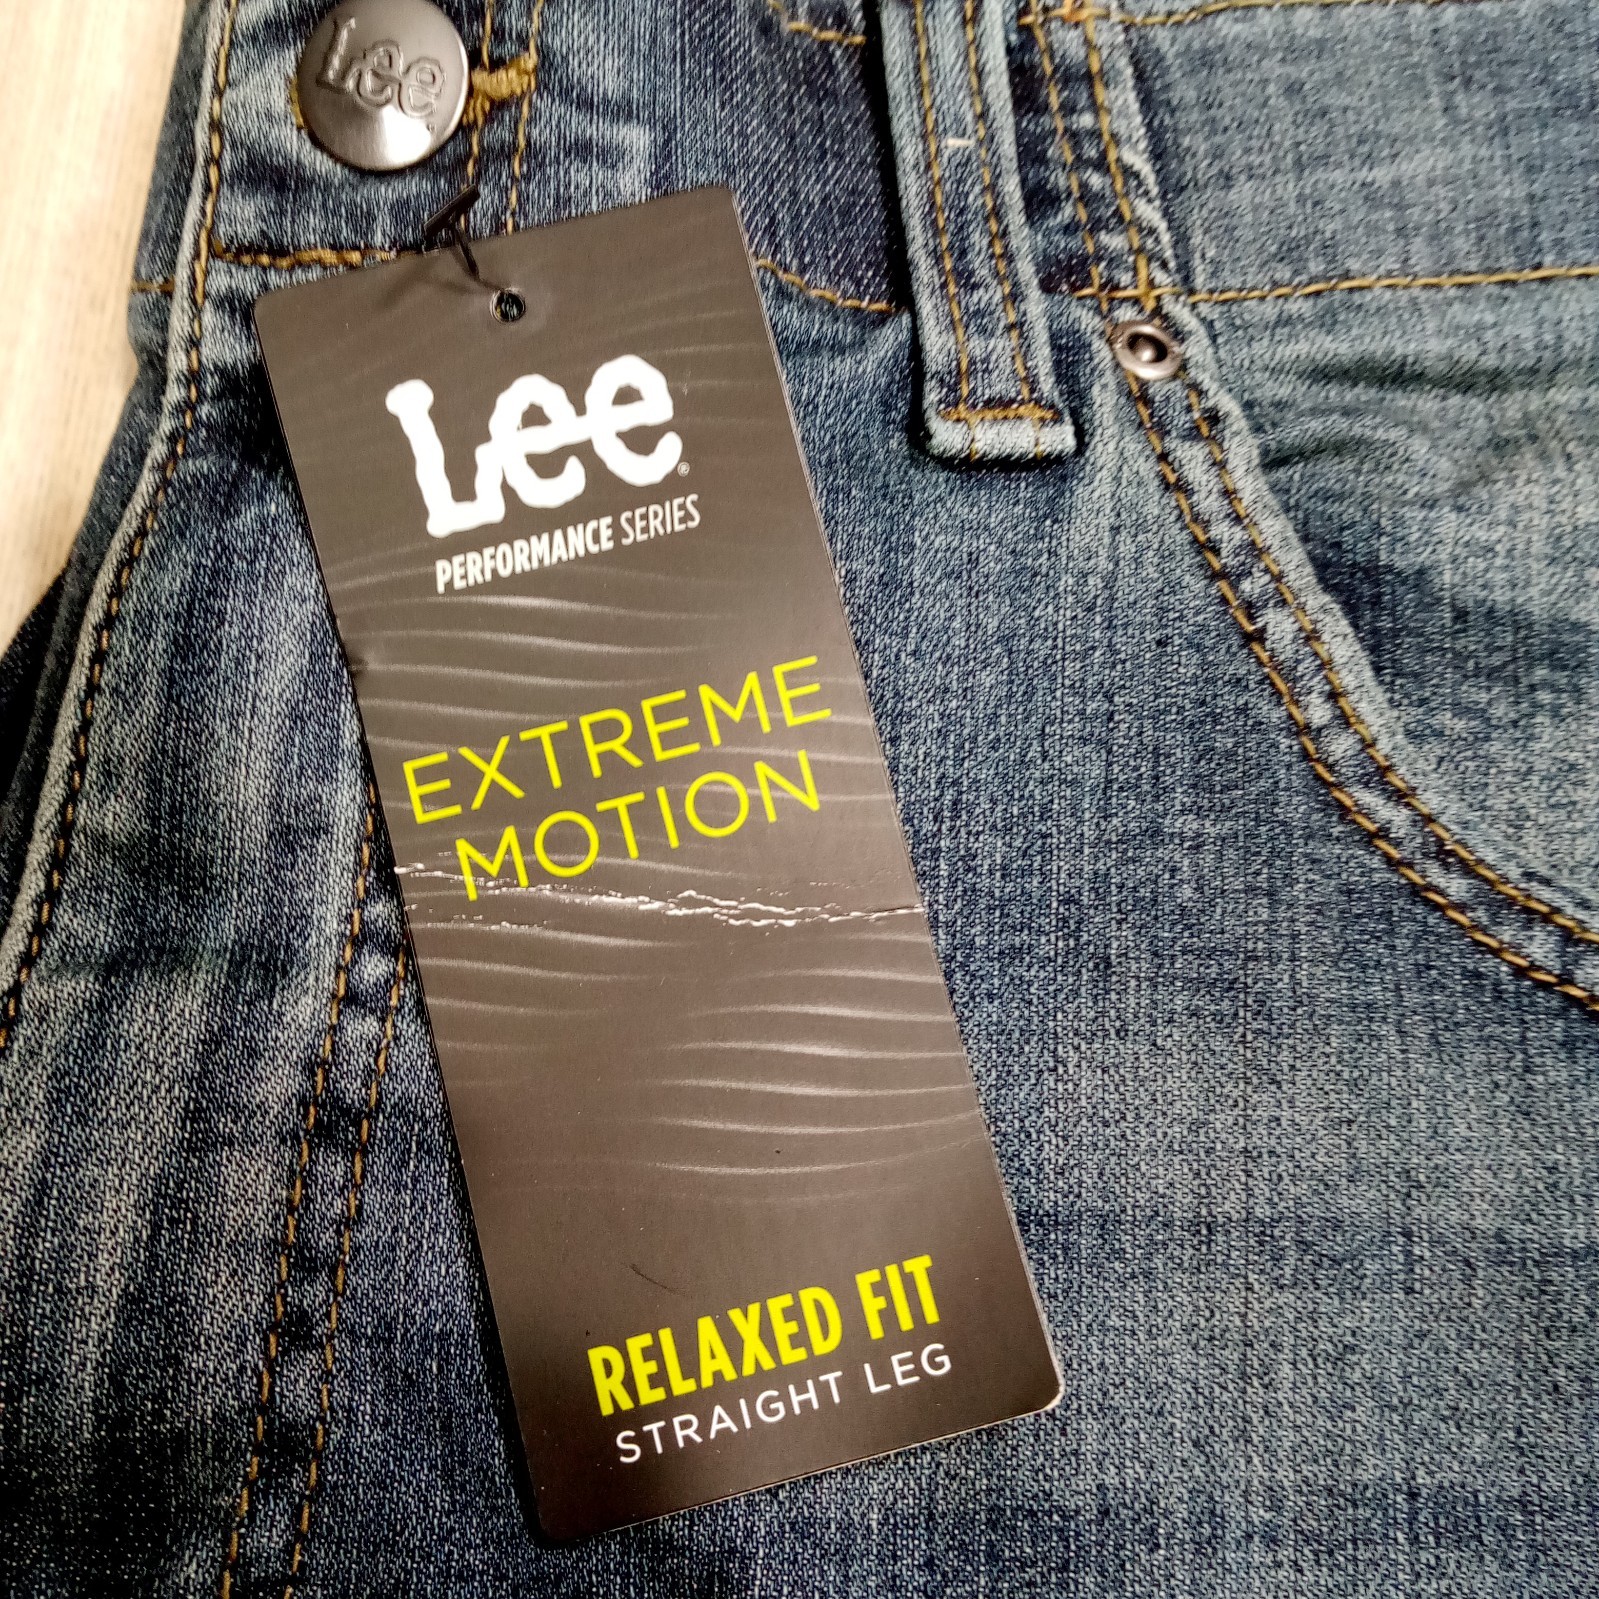 Lee
Lee®
PERFORMANCE SERIES
EXTREME
MOTION
RELAXED FIT
STRAIGHT LEG